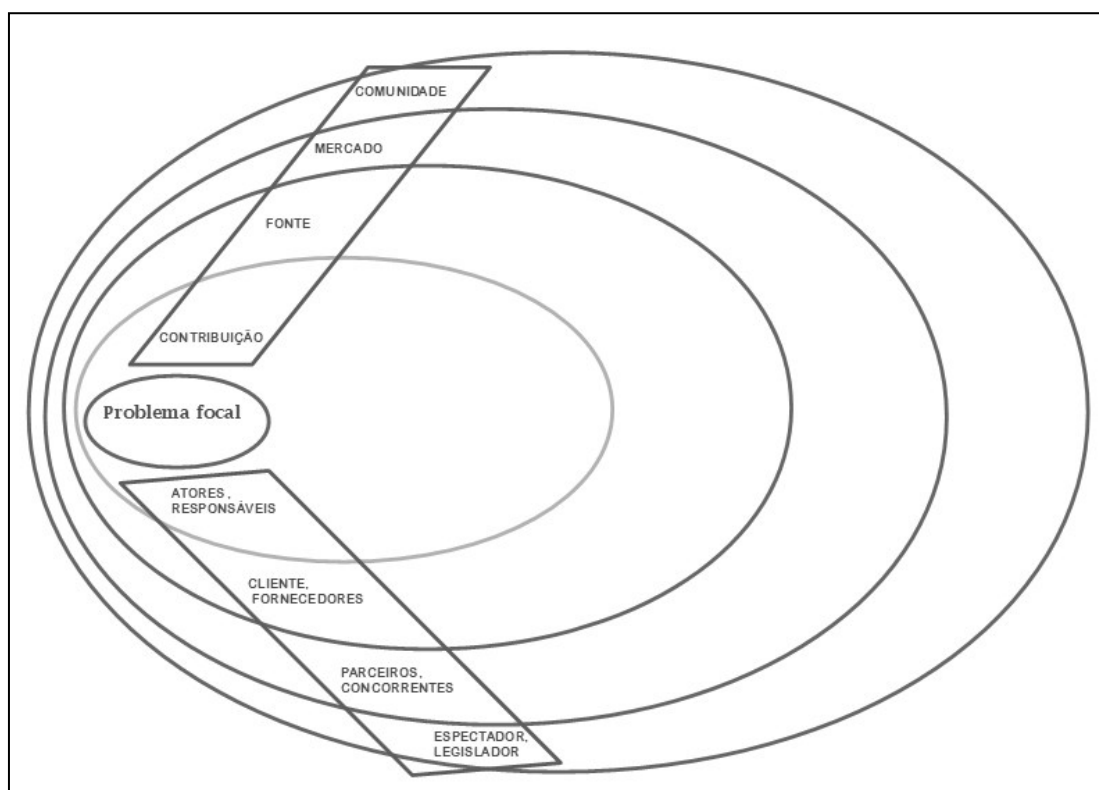 COMUNIDADE
MERCADO
FONTE
CONTRIBUIÇÃO
Problema focal
ATORES,
RESPONSÁVEIS
CLIENTE,
FORNECEDORES
PARCEIROS,
CONCORRENTES
ESPECTADOR,
LEGISLADOR